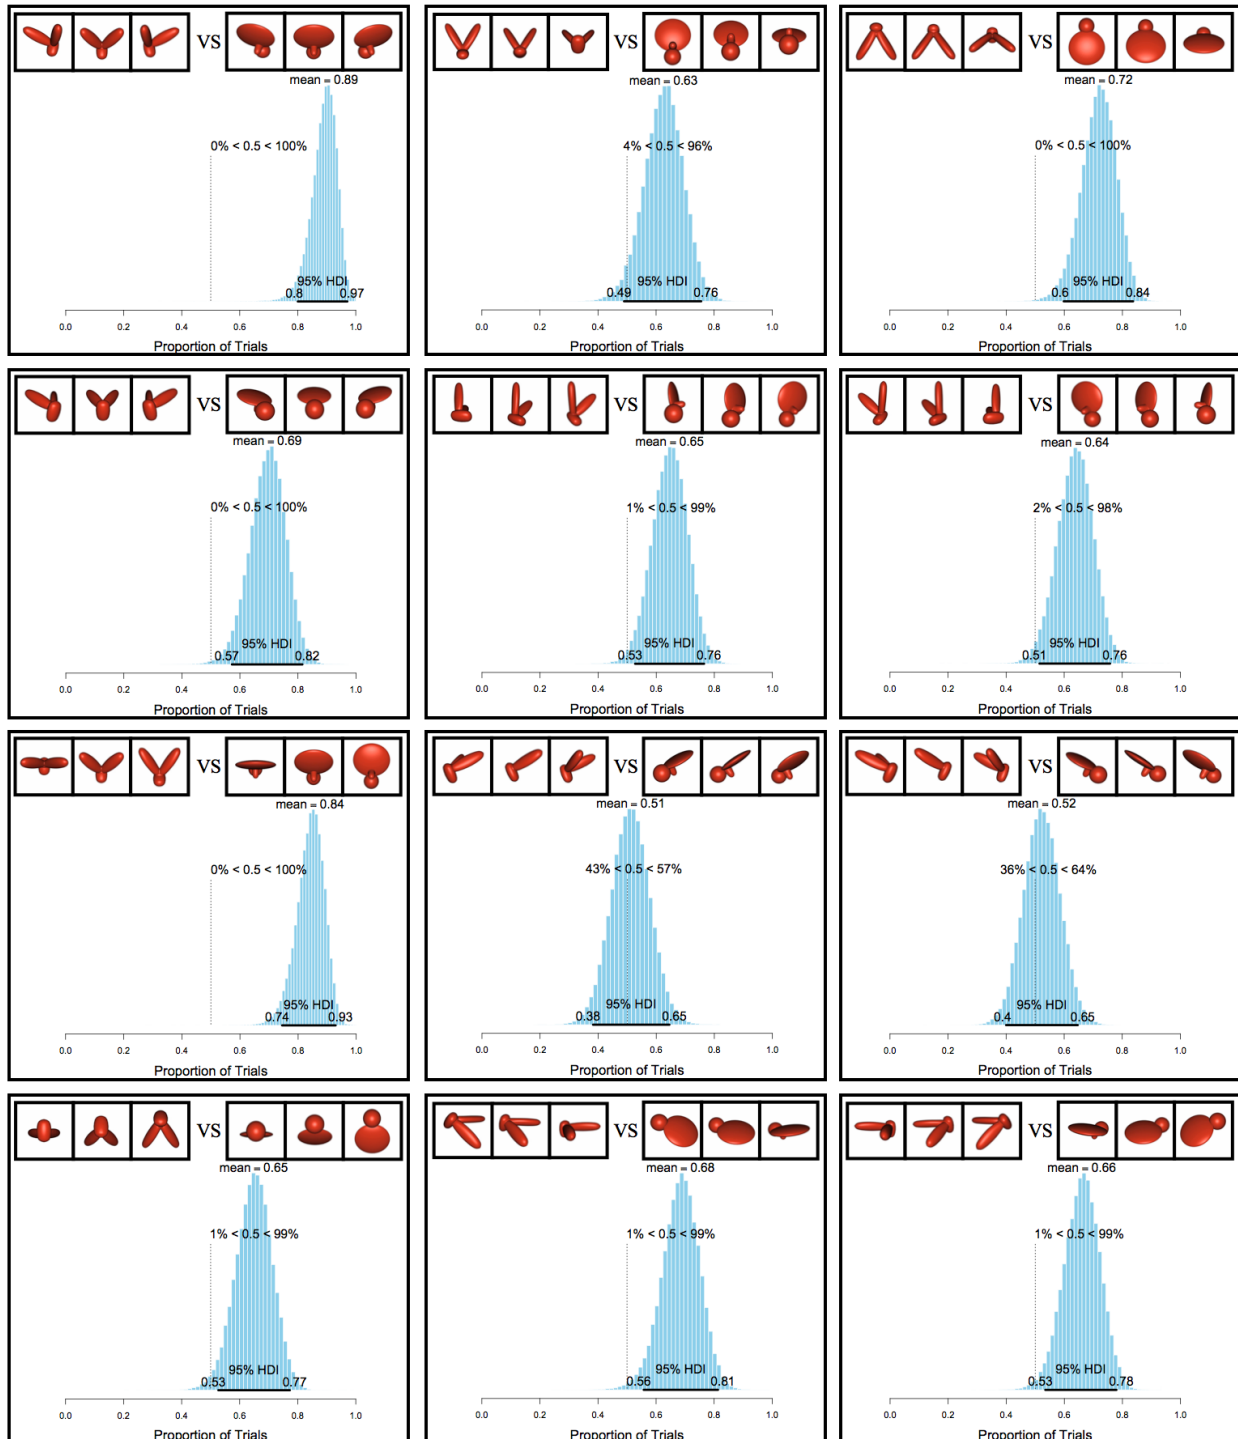 VS
mean = 0.89
0% < 0.5 < 100%
95% HDI
0.8 0.97
0.0 0.2 0.4 0.6 0.8 1.0
Proportion of Trials
VS
mean = 0.63
4% < 0.5 < 96%
95% HDI
0.49 0.76
0.0 0.2 0.4 0.6 0.8 1.0
Proportion of Trials
VS
mean = 0.72
0% < 0.5 < 100%
95% HDI
0.6 0.84
0.0 0.2 0.4 0.6 0.8 1.0
Proportion of Trials
VS
mean = 0.69
0% < 0.5 < 100%
95% HDI
0.57 0.82
0.0 0.2 0.4 0.6 0.8 1.0
Proportion of Trials
VS
mean = 0.65
1% < 0.5 < 99%
95% HDI
0.53 0.76
0.0 0.2 0.4 0.6 0.8 1.0
Proportion of Trials
VS
mean = 0.64
2% < 0.5 < 98%
95% HDI
0.51 0.76
0.0 0.2 0.4 0.6 0.8 1.0
Proportion of Trials
VS
mean = 0.84
0% < 0.5 < 100%
95% HDI
0.74 0.93
0.0 0.2 0.4 0.6 0.8 1.0
Proportion of Trials
VS
mean = 0.51
43% < 0.5 < 57%
95% HDI
0.38 0.65
0.0 0.2 0.4 0.6 0.8 1.0
Proportion of Trials
VS
mean = 0.52
36% < 0.5 < 64%
95% HDI
0.4 0.65
0.0 0.2 0.4 0.6 0.8 1.0
Proportion of Trials
VS
mean = 0.65
1% < 0.5 < 99%
95% HDI
0.53 0.77
0.0 0.2 0.4 0.6 0.8 1.0
Proportion of Trials
VS
mean = 0.68
1% < 0.5 < 99%
95% HDI
0.56 0.81
0.0 0.2 0.4 0.6 0.8 1.0
Proportion of Trials
VS
mean = 0.66
1% < 0.5 < 99%
95% HDI
0.53 0.78
0.0 0.2 0.4 0.6 0.8 1.0
Proportion of Trials